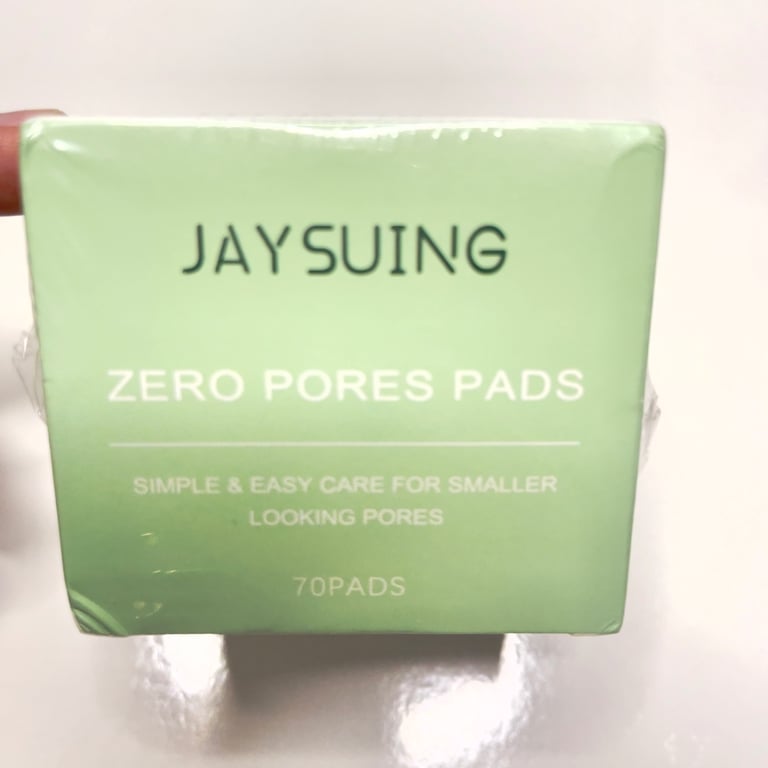 JAYSUING
ZERO PORES PADS
SIMPLE & EASY CARE FOR SMALLER
LOOKING PORES
70PADS